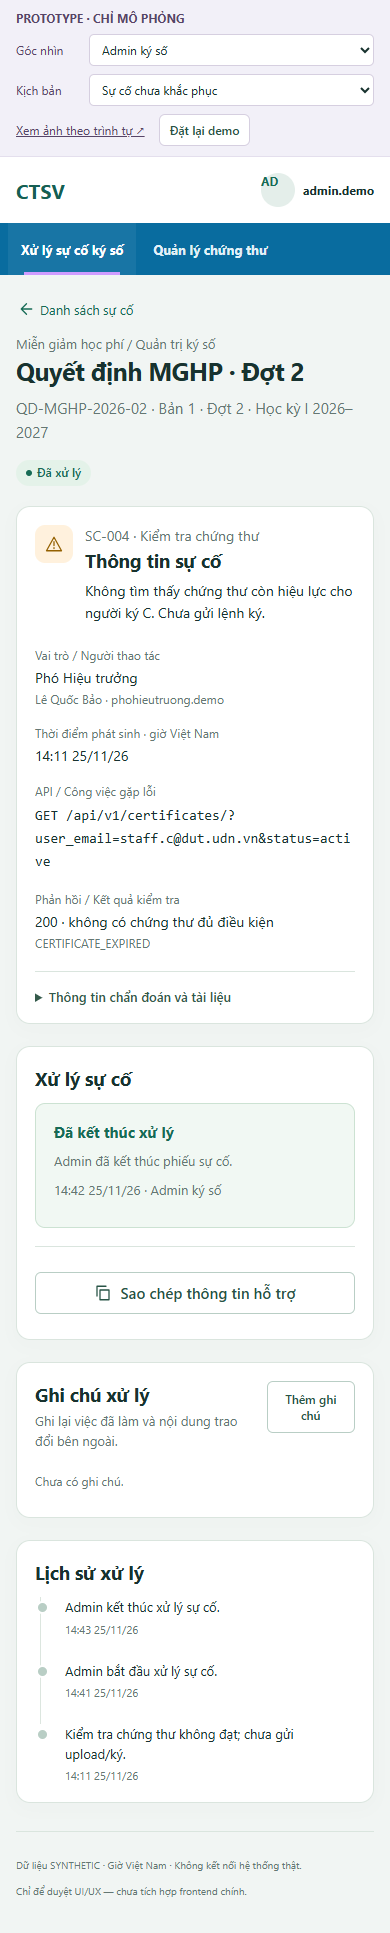 PROTOTYPE · CHỈ MÔ PHỎNG
Góc nhìn
Admin ký số
Kịch bản
Sự cố chưa khắc phục
Xem ảnh theo trình tự ↗
Đặt lại demo
CTSV
AD
admin.demo
Xử lý sự cố ký số
Quản lý chứng thư
← Danh sách sự cố
Miễn giảm học phí / Quản trị ký số
Quyết định MGHP · Đợt 2
QD-MGHP-2026-02 · Bản 1 · Đợt 2 · Học kỳ I 2026–
2027
Đã xử lý
SC-004 · Kiểm tra chứng thư
Thông tin sự cố
Không tìm thấy chứng thư còn hiệu lực cho
người ký C. Chưa gửi lệnh ký.
Vai trò / Người thao tác
Phó Hiệu trưởng
Lê Quốc Bảo · phohieutruong.demo
Thời điểm phát sinh · giờ Việt Nam
14:11 25/11/26
API / Công việc gặp lỗi
GET /api/v1/certificates/?
user_email=staff.c@dut.udn.vn&status=acti
ve
Phản hồi / Kết quả kiểm tra
200 · không có chứng thư đủ điều kiện
CERTIFICATE_EXPIRED
▶ Thông tin chẩn đoán và tài liệu
Xử lý sự cố
Đã kết thúc xử lý
Admin đã kết thúc phiếu sự cố.
14:42 25/11/26 · Admin ký số
Sao chép thông tin hỗ trợ
Ghi chú xử lý
Ghi lại việc đã làm và nội dung trao
đổi bên ngoài.
Thêm ghi
chú
Chưa có ghi chú.
Lịch sử xử lý
Admin kết thúc xử lý sự cố.
14:43 25/11/26
Admin bắt đầu xử lý sự cố.
14:41 25/11/26
Kiểm tra chứng thư không đạt; chưa gửi
upload/ký.
14:11 25/11/26
Dữ liệu SYNTHETIC · Giờ Việt Nam · Không kết nối hệ thống thật.
Chỉ để duyệt UI/UX — chưa tích hợp frontend chính.